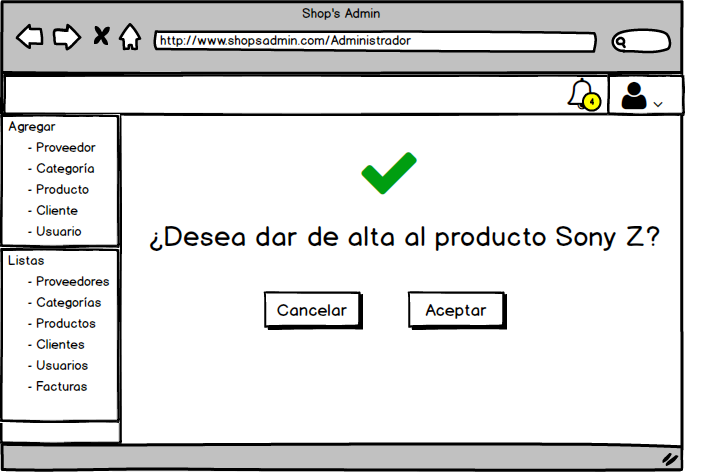 Shop's Admin
http://www.shopsadmin.com/Administrador
4
Agregar
- Proveedor
- Categoría
- Producto
- Cliente
- Usuario
Listas
- Proveedores
- Categorías
- Productos
- Clientes
- Usuarios
- Facturas
¿Desea dar de alta al producto Sony Z?
Cancelar
Aceptar